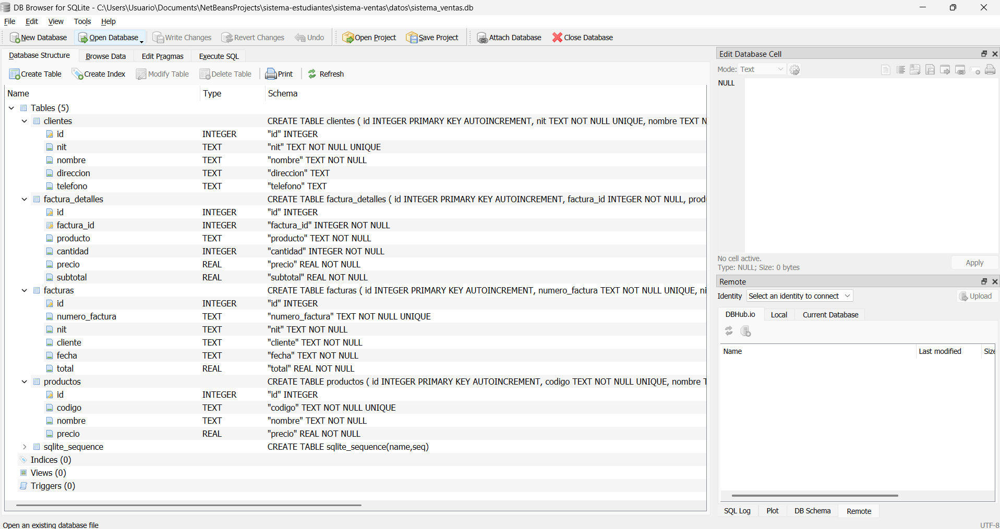 DB Browser for SQLite - C:\Users\Usuario\Documents\NetBeansProjects\sistema-estudiantes\sistema-ventas\datos\sistema_ventas.db
File Edit View Tools Help
New Database Open Database Write Changes Revert Changes Undo Open Project Save Project Attach Database Close Database
Database Structure Browse Data Edit Pragmas Execute SQL
Create Table Create Index Modify Table Delete Table Print Refresh
Name Type Schema
Tables (5)
clientes CREATE TABLE clientes ( id INTEGER PRIMARY KEY AUTOINCREMENT, nit TEXT NOT NULL UNIQUE, nombre TEXT N
id INTEGER "id" INTEGER
nit TEXT "nit" TEXT NOT NULL UNIQUE
nombre TEXT "nombre" TEXT NOT NULL
direccion TEXT "direccion" TEXT
telefono TEXT "telefono" TEXT
factura_detalles CREATE TABLE factura_detalles ( id INTEGER PRIMARY KEY AUTOINCREMENT, factura_id INTEGER NOT NULL, prod
id INTEGER "id" INTEGER
factura_id INTEGER "factura_id" INTEGER NOT NULL
producto TEXT "producto" TEXT NOT NULL
cantidad INTEGER "cantidad" INTEGER NOT NULL
precio REAL "precio" REAL NOT NULL
subtotal REAL "subtotal" REAL NOT NULL
facturas CREATE TABLE facturas ( id INTEGER PRIMARY KEY AUTOINCREMENT, numero_factura TEXT NOT NULL UNIQUE, ni
id INTEGER "id" INTEGER
numero_factura TEXT "numero_factura" TEXT NOT NULL UNIQUE
nit TEXT "nit" TEXT NOT NULL
cliente TEXT "cliente" TEXT NOT NULL
fecha TEXT "fecha" TEXT NOT NULL
total REAL "total" REAL NOT NULL
productos CREATE TABLE productos ( id INTEGER PRIMARY KEY AUTOINCREMENT, codigo TEXT NOT NULL UNIQUE, nombre T
id INTEGER "id" INTEGER
codigo TEXT "codigo" TEXT NOT NULL UNIQUE
nombre TEXT "nombre" TEXT NOT NULL
precio REAL "precio" REAL NOT NULL
sqlite_sequence CREATE TABLE sqlite_sequence(name,seq)
Indices (0)
Views (0)
Triggers (0)
Edit Database Cell
Mode: Text
NULL
No cell active.
Type: NULL; Size: 0 bytes
Apply
Remote
Identity Select an identity to connect Upload
DBHub.io Local Current Database
Name Last modified Size
SQL Log Plot DB Schema Remote
Open an existing database file
UTF-8